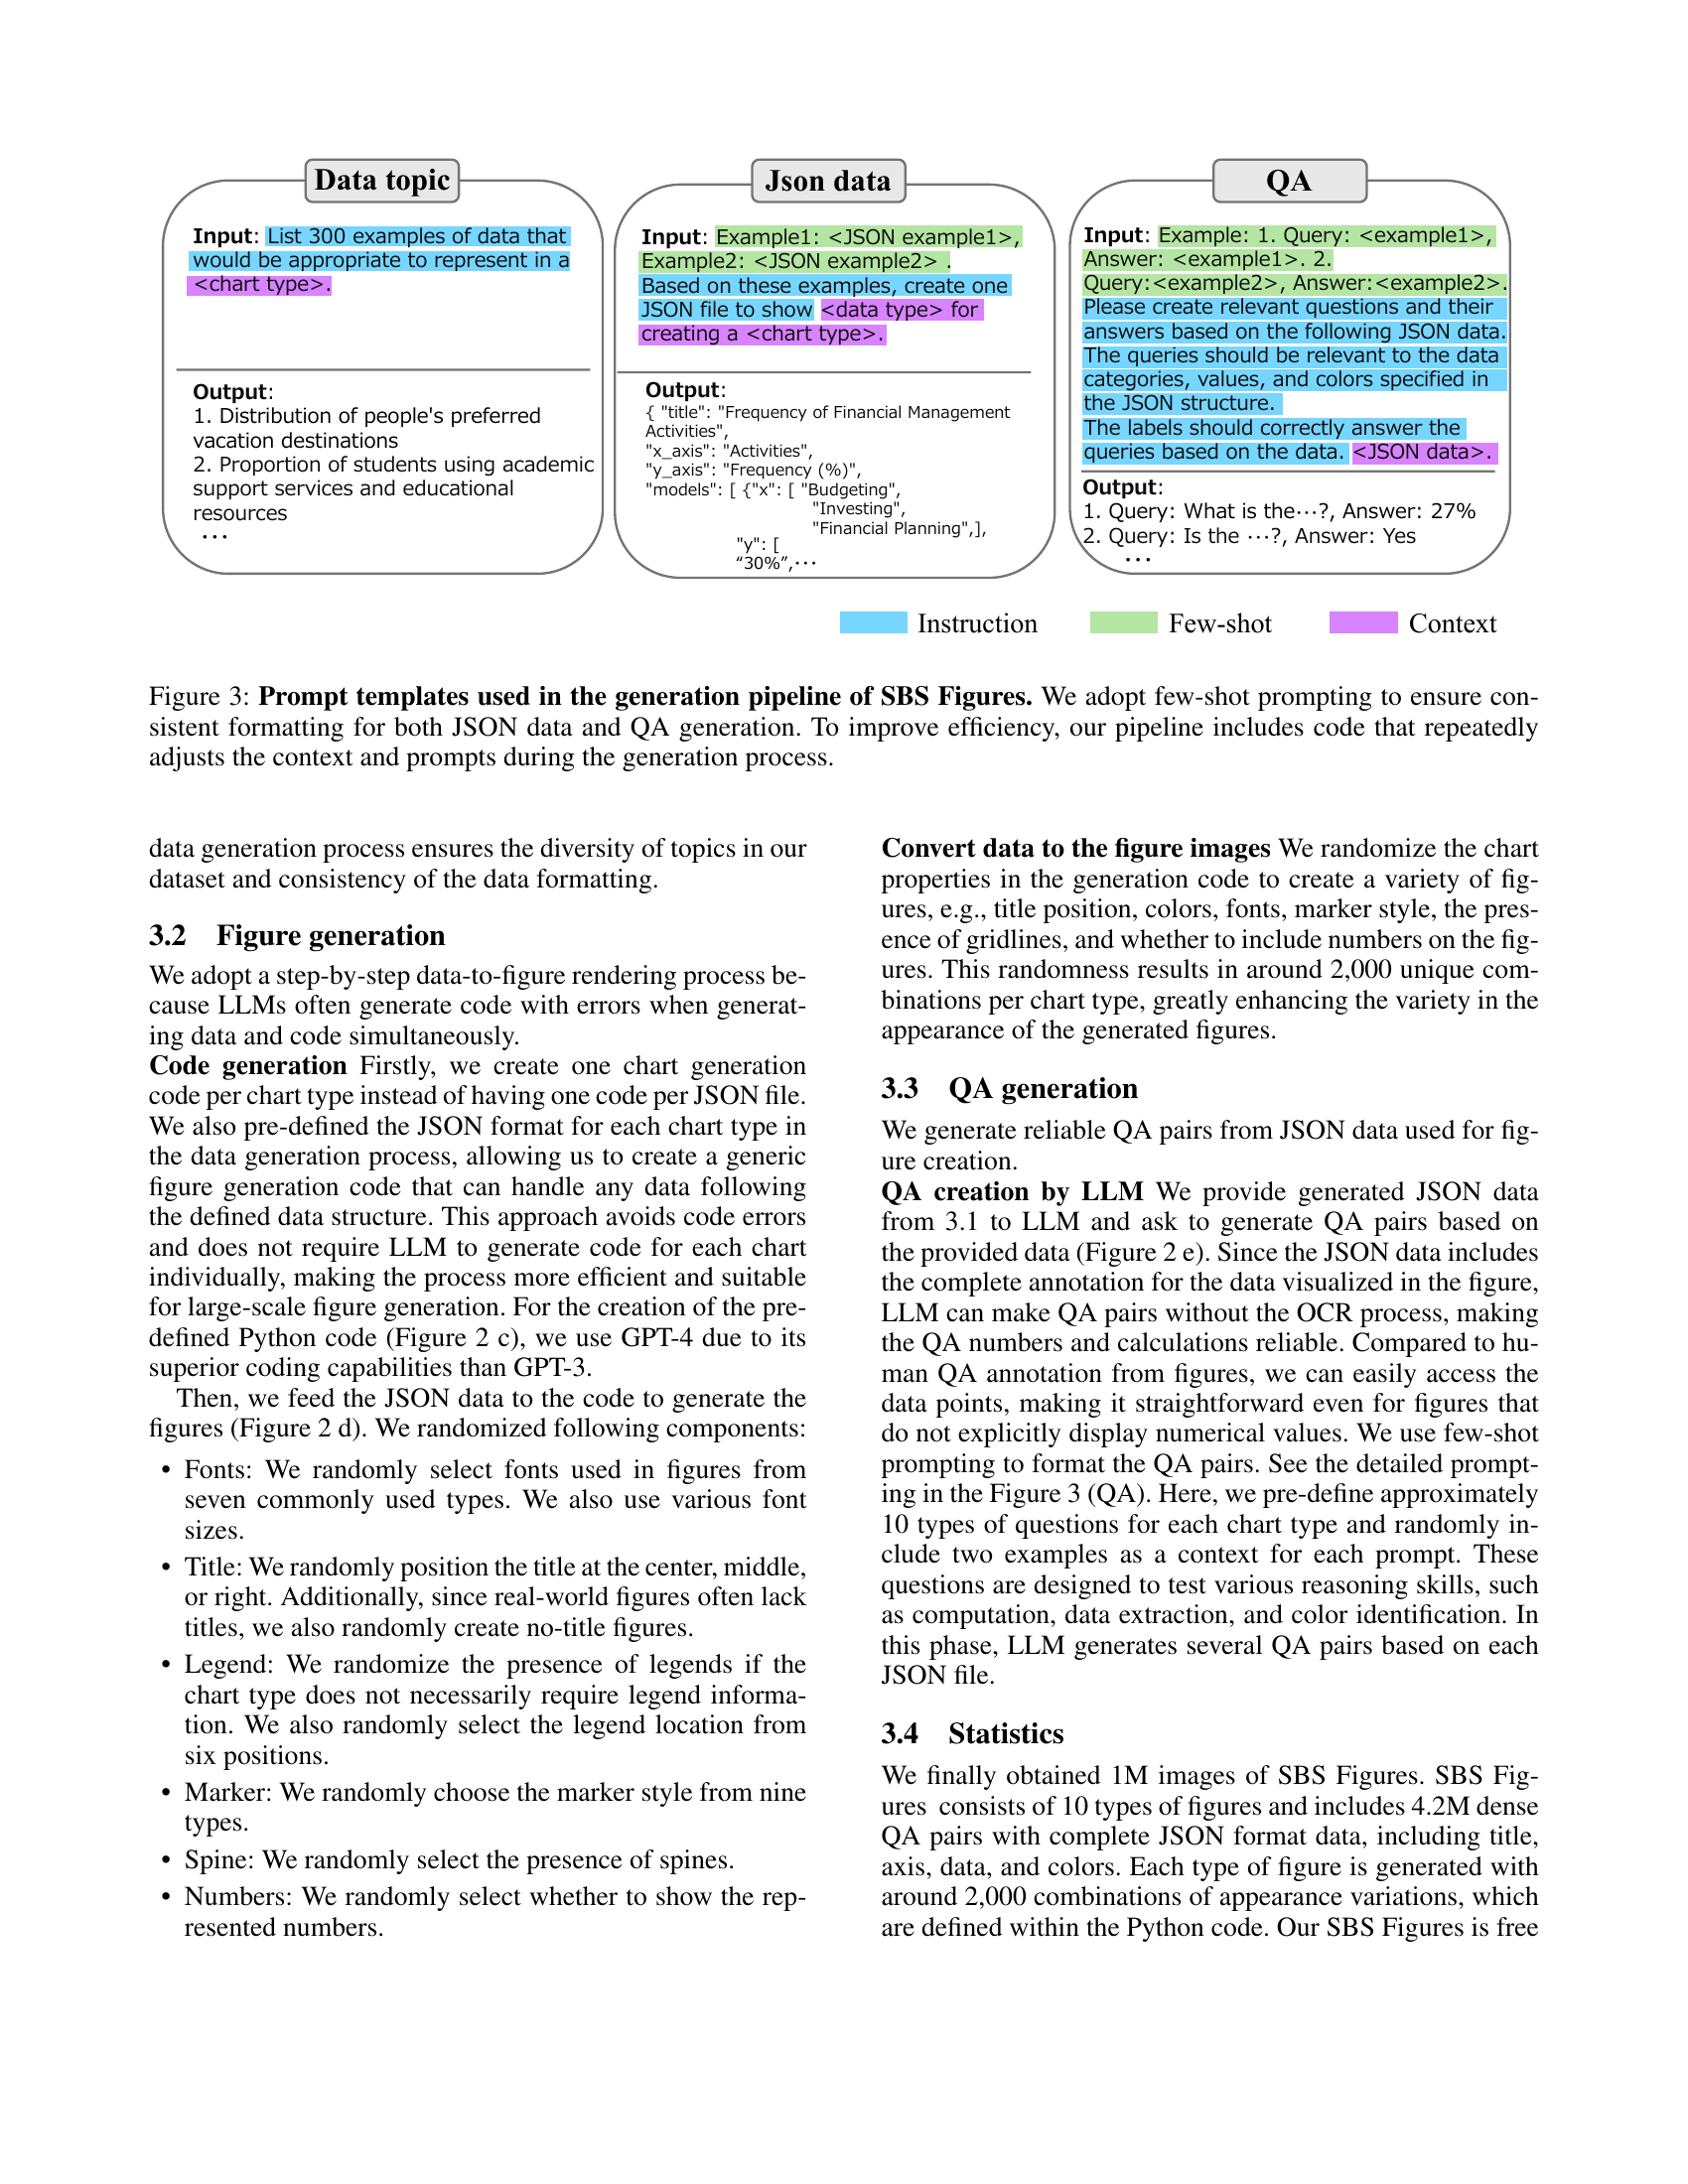 Data topic
Input: List 300 examples of data that
would be appropriate to represent in a
<chart type>.
Output:
1. Distribution of people's preferred
vacation destinations
2. Proportion of students using academic
support services and educational
resources
...
Json data
Input: Example1: <JSON example1>,
Example2: <JSON example2> .
Based on these examples, create one
JSON file to show <data type> for
creating a <chart type>.
Output:
{ "title": "Frequency of Financial Management
Activities",
"x_axis": "Activities",
"y_axis": "Frequency (%)",
"models": [ {"x": [ "Budgeting",
"Investing",
"Financial Planning",],
"y": [
“30%”,⋯
QA
Input: Example: 1. Query: <example1>,
Answer: <example1>. 2.
Query:<example2>, Answer:<example2>.
Please create relevant questions and their
answers based on the following JSON data.
The queries should be relevant to the data
categories, values, and colors specified in
the JSON structure.
The labels should correctly answer the
queries based on the data. <JSON data>.
Output:
1. Query: What is the⋯?, Answer: 27%
2. Query: Is the ⋯?, Answer: Yes
...
Instruction
Few-shot
Context
Figure 3: Prompt templates used in the generation pipeline of SBS Figures. We adopt few-shot prompting to ensure con-
sistent formatting for both JSON data and QA generation. To improve efficiency, our pipeline includes code that repeatedly
adjusts the context and prompts during the generation process.
data generation process ensures the diversity of topics in our
dataset and consistency of the data formatting.
3.2 Figure generation
We adopt a step-by-step data-to-figure rendering process be-
cause LLMs often generate code with errors when generat-
ing data and code simultaneously.
Code generation Firstly, we create one chart generation
code per chart type instead of having one code per JSON file.
We also pre-defined the JSON format for each chart type in
the data generation process, allowing us to create a generic
figure generation code that can handle any data following
the defined data structure. This approach avoids code errors
and does not require LLM to generate code for each chart
individually, making the process more efficient and suitable
for large-scale figure generation. For the creation of the pre-
defined Python code (Figure 2 c), we use GPT-4 due to its
superior coding capabilities than GPT-3.
Then, we feed the JSON data to the code to generate the
figures (Figure 2 d). We randomized following components:
• Fonts: We randomly select fonts used in figures from
seven commonly used types. We also use various font
sizes.
• Title: We randomly position the title at the center, middle,
or right. Additionally, since real-world figures often lack
titles, we also randomly create no-title figures.
• Legend: We randomize the presence of legends if the
chart type does not necessarily require legend informa-
tion. We also randomly select the legend location from
six positions.
• Marker: We randomly choose the marker style from nine
types.
• Spine: We randomly select the presence of spines.
• Numbers: We randomly select whether to show the rep-
resented numbers.
Convert data to the figure images We randomize the chart
properties in the generation code to create a variety of fig-
ures, e.g., title position, colors, fonts, marker style, the pres-
ence of gridlines, and whether to include numbers on the fig-
ures. This randomness results in around 2,000 unique com-
binations per chart type, greatly enhancing the variety in the
appearance of the generated figures.
3.3 QA generation
We generate reliable QA pairs from JSON data used for fig-
ure creation.
QA creation by LLM We provide generated JSON data
from 3.1 to LLM and ask to generate QA pairs based on
the provided data (Figure 2 e). Since the JSON data includes
the complete annotation for the data visualized in the figure,
LLM can make QA pairs without the OCR process, making
the QA numbers and calculations reliable. Compared to hu-
man QA annotation from figures, we can easily access the
data points, making it straightforward even for figures that
do not explicitly display numerical values. We use few-shot
prompting to format the QA pairs. See the detailed prompt-
ing in the Figure 3 (QA). Here, we pre-define approximately
10 types of questions for each chart type and randomly in-
clude two examples as a context for each prompt. These
questions are designed to test various reasoning skills, such
as computation, data extraction, and color identification. In
this phase, LLM generates several QA pairs based on each
JSON file.
3.4 Statistics
We finally obtained 1M images of SBS Figures. SBS Fig-
ures consists of 10 types of figures and includes 4.2M dense
QA pairs with complete JSON format data, including title,
axis, data, and colors. Each type of figure is generated with
around 2,000 combinations of appearance variations, which
are defined within the Python code. Our SBS Figures is free